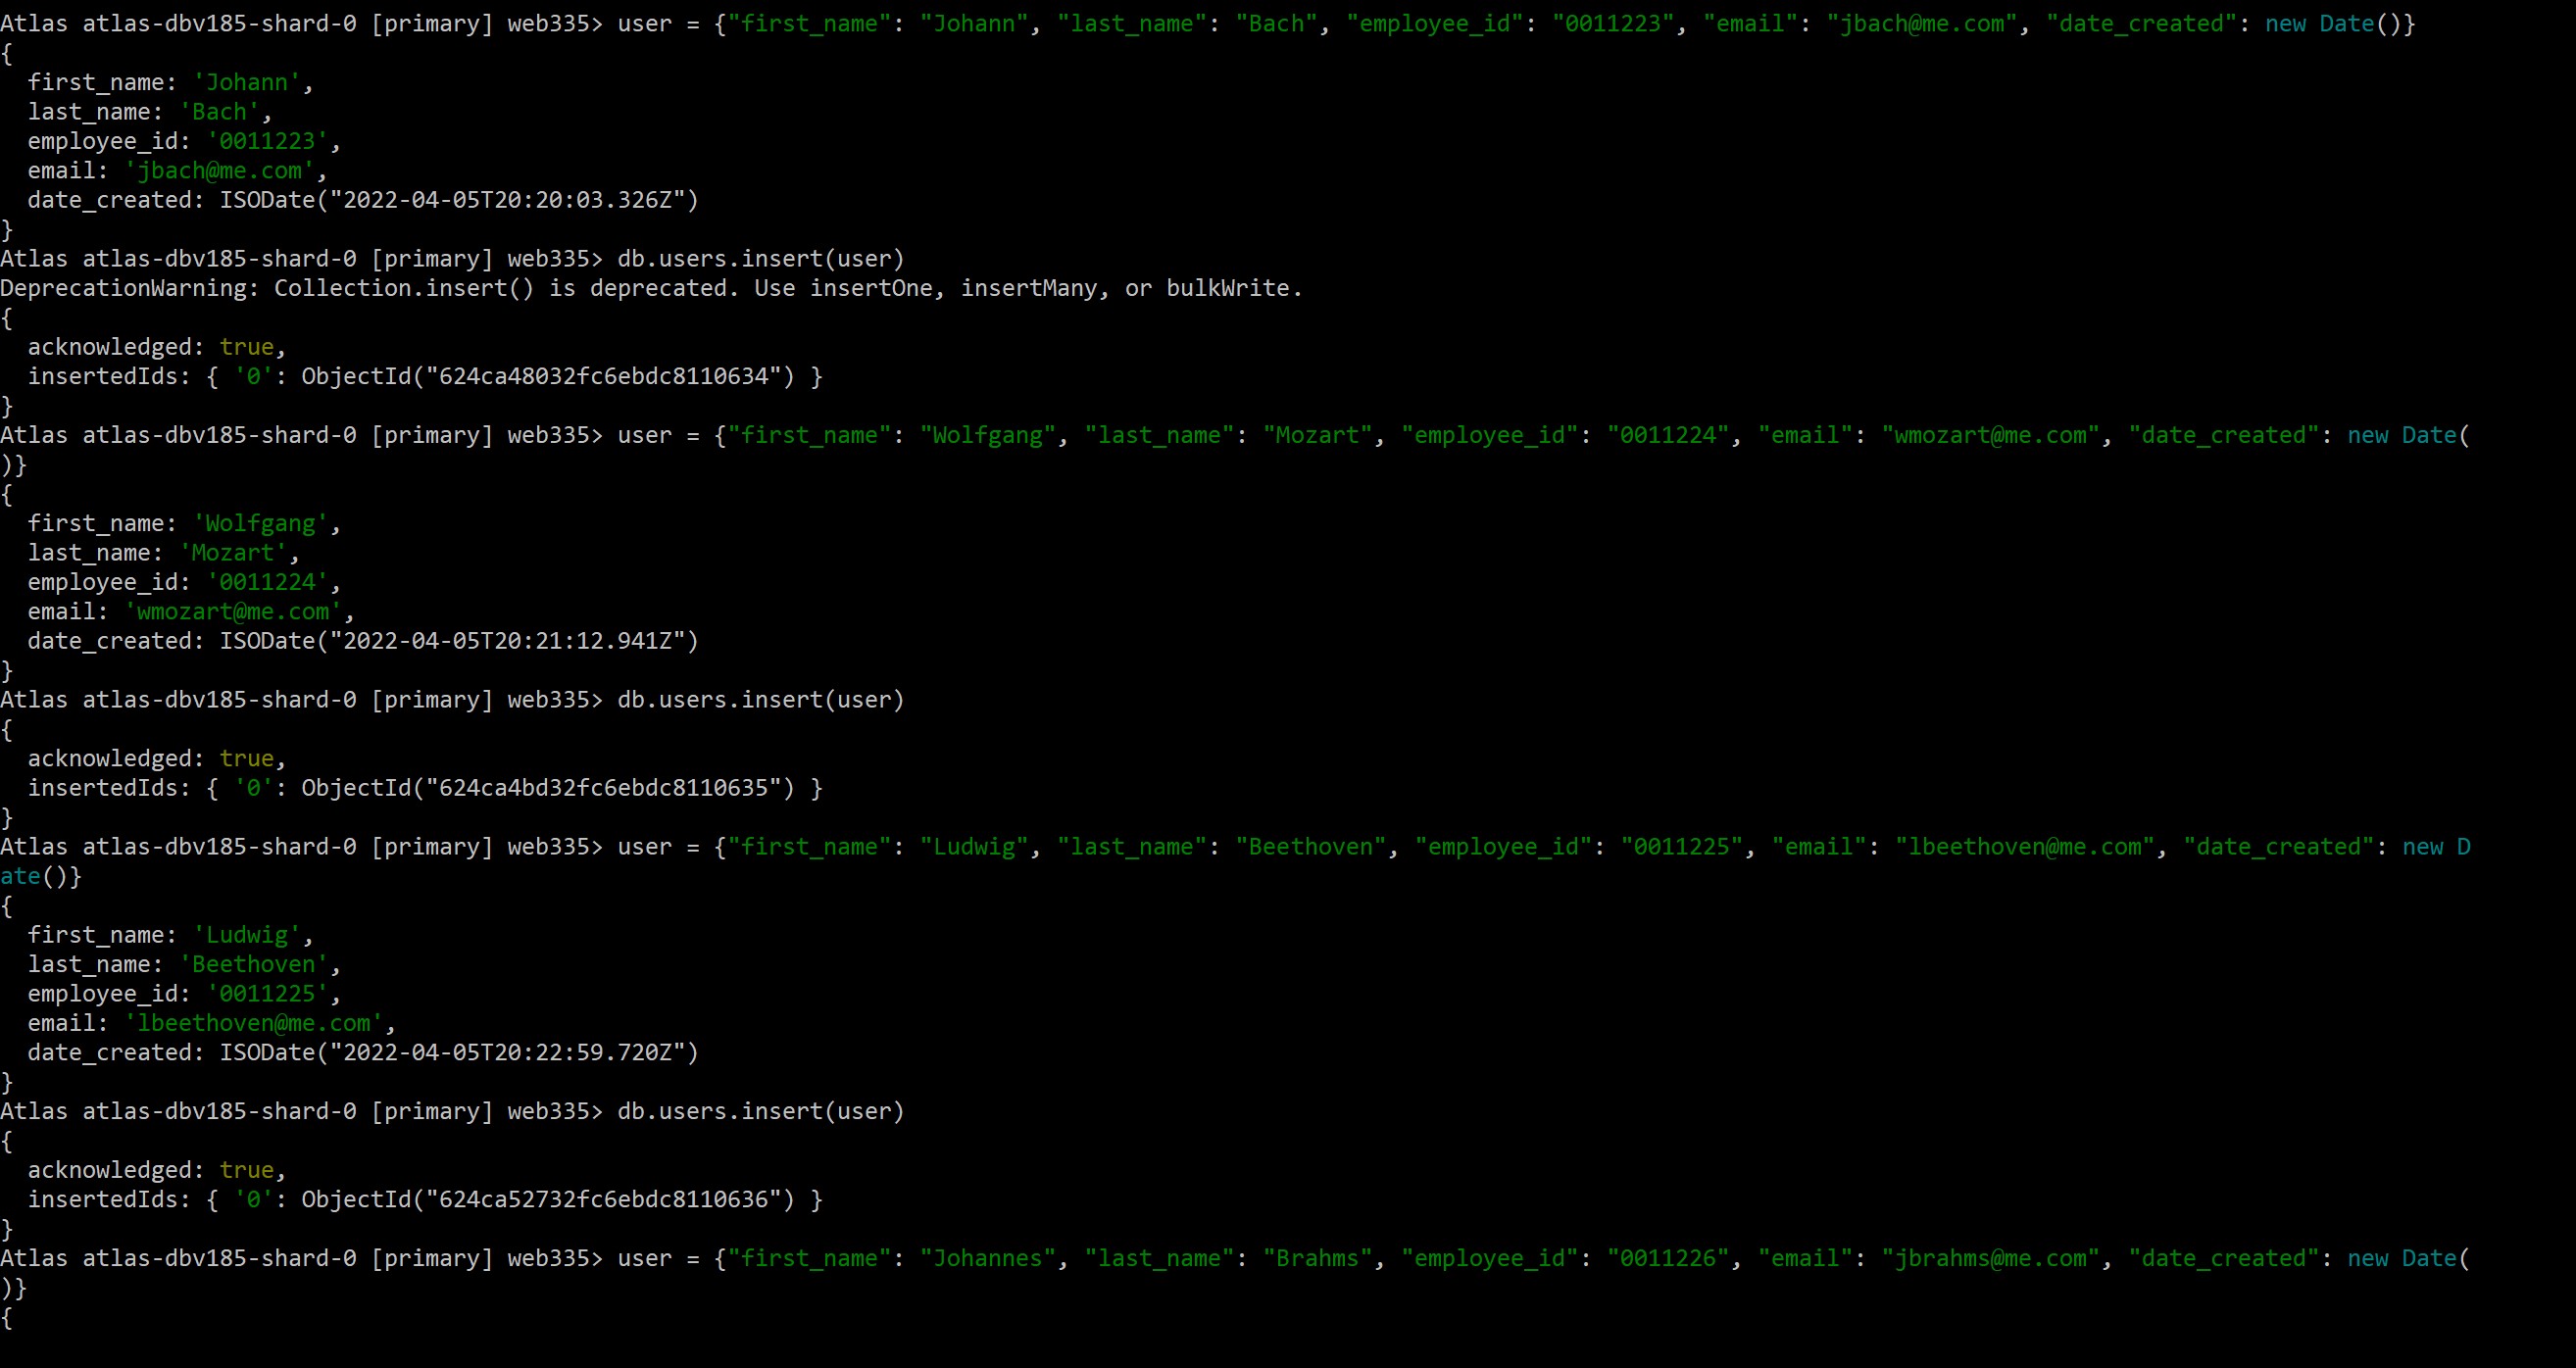 Atlas atlas-dbv185-shard-0 [primary] web335> user = {"first_name": "Johann", "last_name": "Bach", "employee_id": "0011223", "email": "jbach@me.com", "date_created": new Date()}
{
  first_name: 'Johann',
  last_name: 'Bach',
  employee_id: '0011223',
  email: 'jbach@me.com',
  date_created: ISODate("2022-04-05T20:20:03.326Z")
}
Atlas atlas-dbv185-shard-0 [primary] web335> db.users.insert(user)
DeprecationWarning: Collection.insert() is deprecated. Use insertOne, insertMany, or bulkWrite.
{
  acknowledged: true,
  insertedIds: { '0': ObjectId("624ca48032fc6ebdc8110634") }
}
Atlas atlas-dbv185-shard-0 [primary] web335> user = {"first_name": "Wolfgang", "last_name": "Mozart", "employee_id": "0011224", "email": "wmozart@me.com", "date_created": new Date(
)}
{
  first_name: 'Wolfgang',
  last_name: 'Mozart',
  employee_id: '0011224',
  email: 'wmozart@me.com',
  date_created: ISODate("2022-04-05T20:21:12.941Z")
}
Atlas atlas-dbv185-shard-0 [primary] web335> db.users.insert(user)
{
  acknowledged: true,
  insertedIds: { '0': ObjectId("624ca4bd32fc6ebdc8110635") }
}
Atlas atlas-dbv185-shard-0 [primary] web335> user = {"first_name": "Ludwig", "last_name": "Beethoven", "employee_id": "0011225", "email": "lbeethoven@me.com", "date_created": new D
ate()}
{
  first_name: 'Ludwig',
  last_name: 'Beethoven',
  employee_id: '0011225',
  email: 'lbeethoven@me.com',
  date_created: ISODate("2022-04-05T20:22:59.720Z")
}
Atlas atlas-dbv185-shard-0 [primary] web335> db.users.insert(user)
{
  acknowledged: true,
  insertedIds: { '0': ObjectId("624ca52732fc6ebdc8110636") }
}
Atlas atlas-dbv185-shard-0 [primary] web335> user = {"first_name": "Johannes", "last_name": "Brahms", "employee_id": "0011226", "email": "jbrahms@me.com", "date_created": new Date(
)}
{